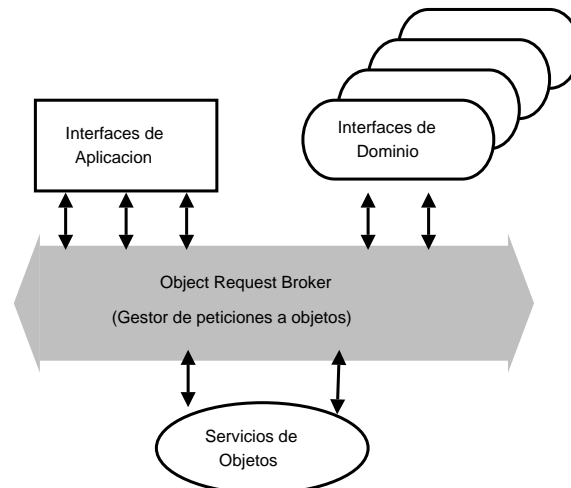 Interfaces de
Aplicacion
Interfaces de
Dominio
Object Request Broker
(Gestor de peticiones a objetos)
Servicios de
Objetos